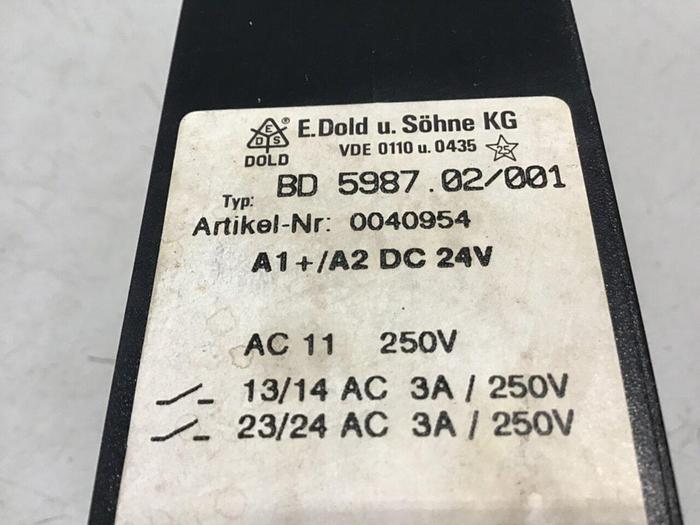 E
D S ®
DOLD
E.Dold u. Söhne KG
VDE 0110 u. 0435 25
Typ: BD 5987.02/001
Artikel-Nr: 0040954
A1+/A2 DC 24V
AC 11 250V
13/14 AC 3A / 250V
23/24 AC 3A / 250V